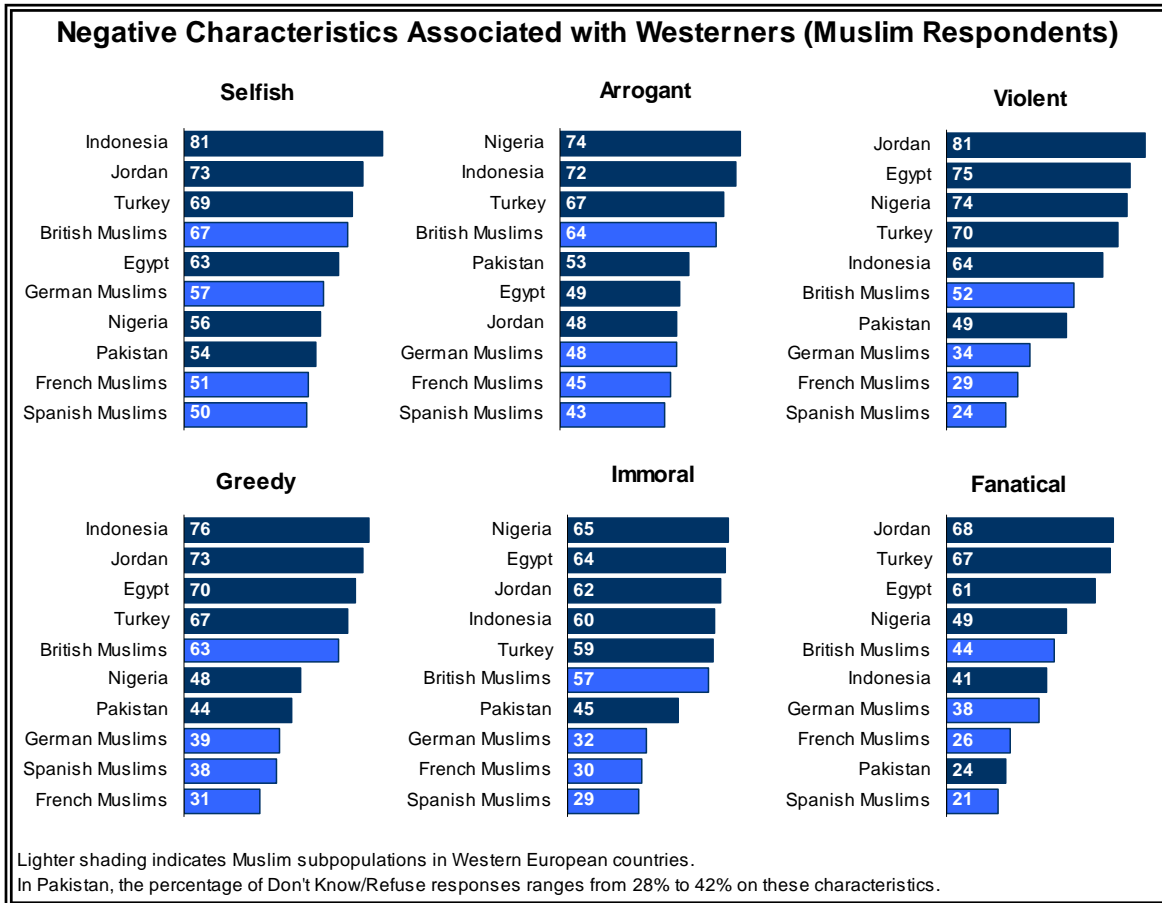 Negative Characteristics Associated with Westerners (Muslim Respondents)
Selfish
Indonesia 81
Jordan 73
Turkey 69
British Muslims 67
Egypt 63
German Muslims 57
Nigeria 56
Pakistan 54
French Muslims 51
Spanish Muslims 50
Arrogant
Nigeria 74
Indonesia 72
Turkey 67
British Muslims 64
Pakistan 53
Egypt 49
Jordan 48
German Muslims 48
French Muslims 45
Spanish Muslims 43
Violent
Jordan 81
Egypt 75
Nigeria 74
Turkey 70
Indonesia 64
British Muslims 52
Pakistan 49
German Muslims 34
French Muslims 29
Spanish Muslims 24
Greedy
Indonesia 76
Jordan 73
Egypt 70
Turkey 67
British Muslims 63
Nigeria 48
Pakistan 44
German Muslims 39
Spanish Muslims 38
French Muslims 31
Immoral
Nigeria 65
Egypt 64
Jordan 62
Indonesia 60
Turkey 59
British Muslims 57
Pakistan 45
German Muslims 32
French Muslims 30
Spanish Muslims 29
Fanatical
Jordan 68
Turkey 67
Egypt 61
Nigeria 49
British Muslims 44
Indonesia 41
German Muslims 38
French Muslims 26
Pakistan 24
Spanish Muslims 21
Lighter shading indicates Muslim subpopulations in Western European countries.
In Pakistan, the percentage of Don't Know/Refuse responses ranges from 28% to 42% on these characteristics.